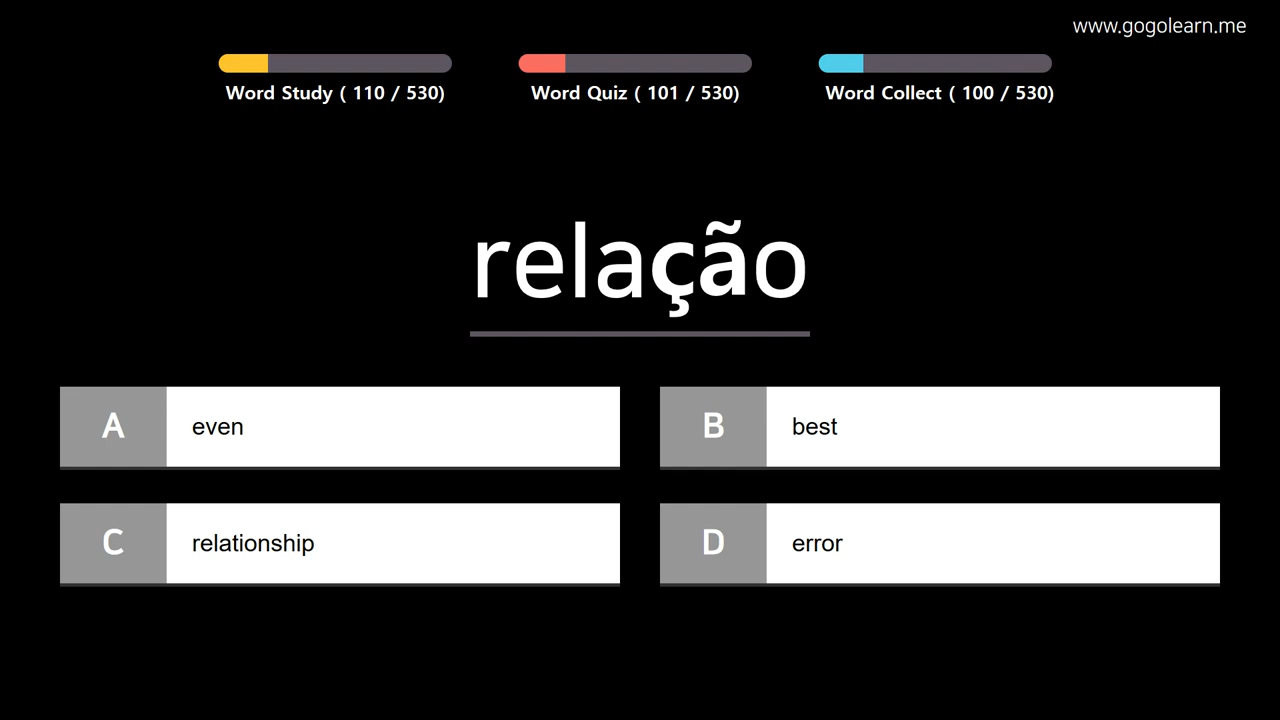 www.gogolearn.me
Word Study ( 110 / 530)
Word Quiz ( 101 / 530)
Word Collect ( 100 / 530)
relação
A even
B best
C relationship
D error